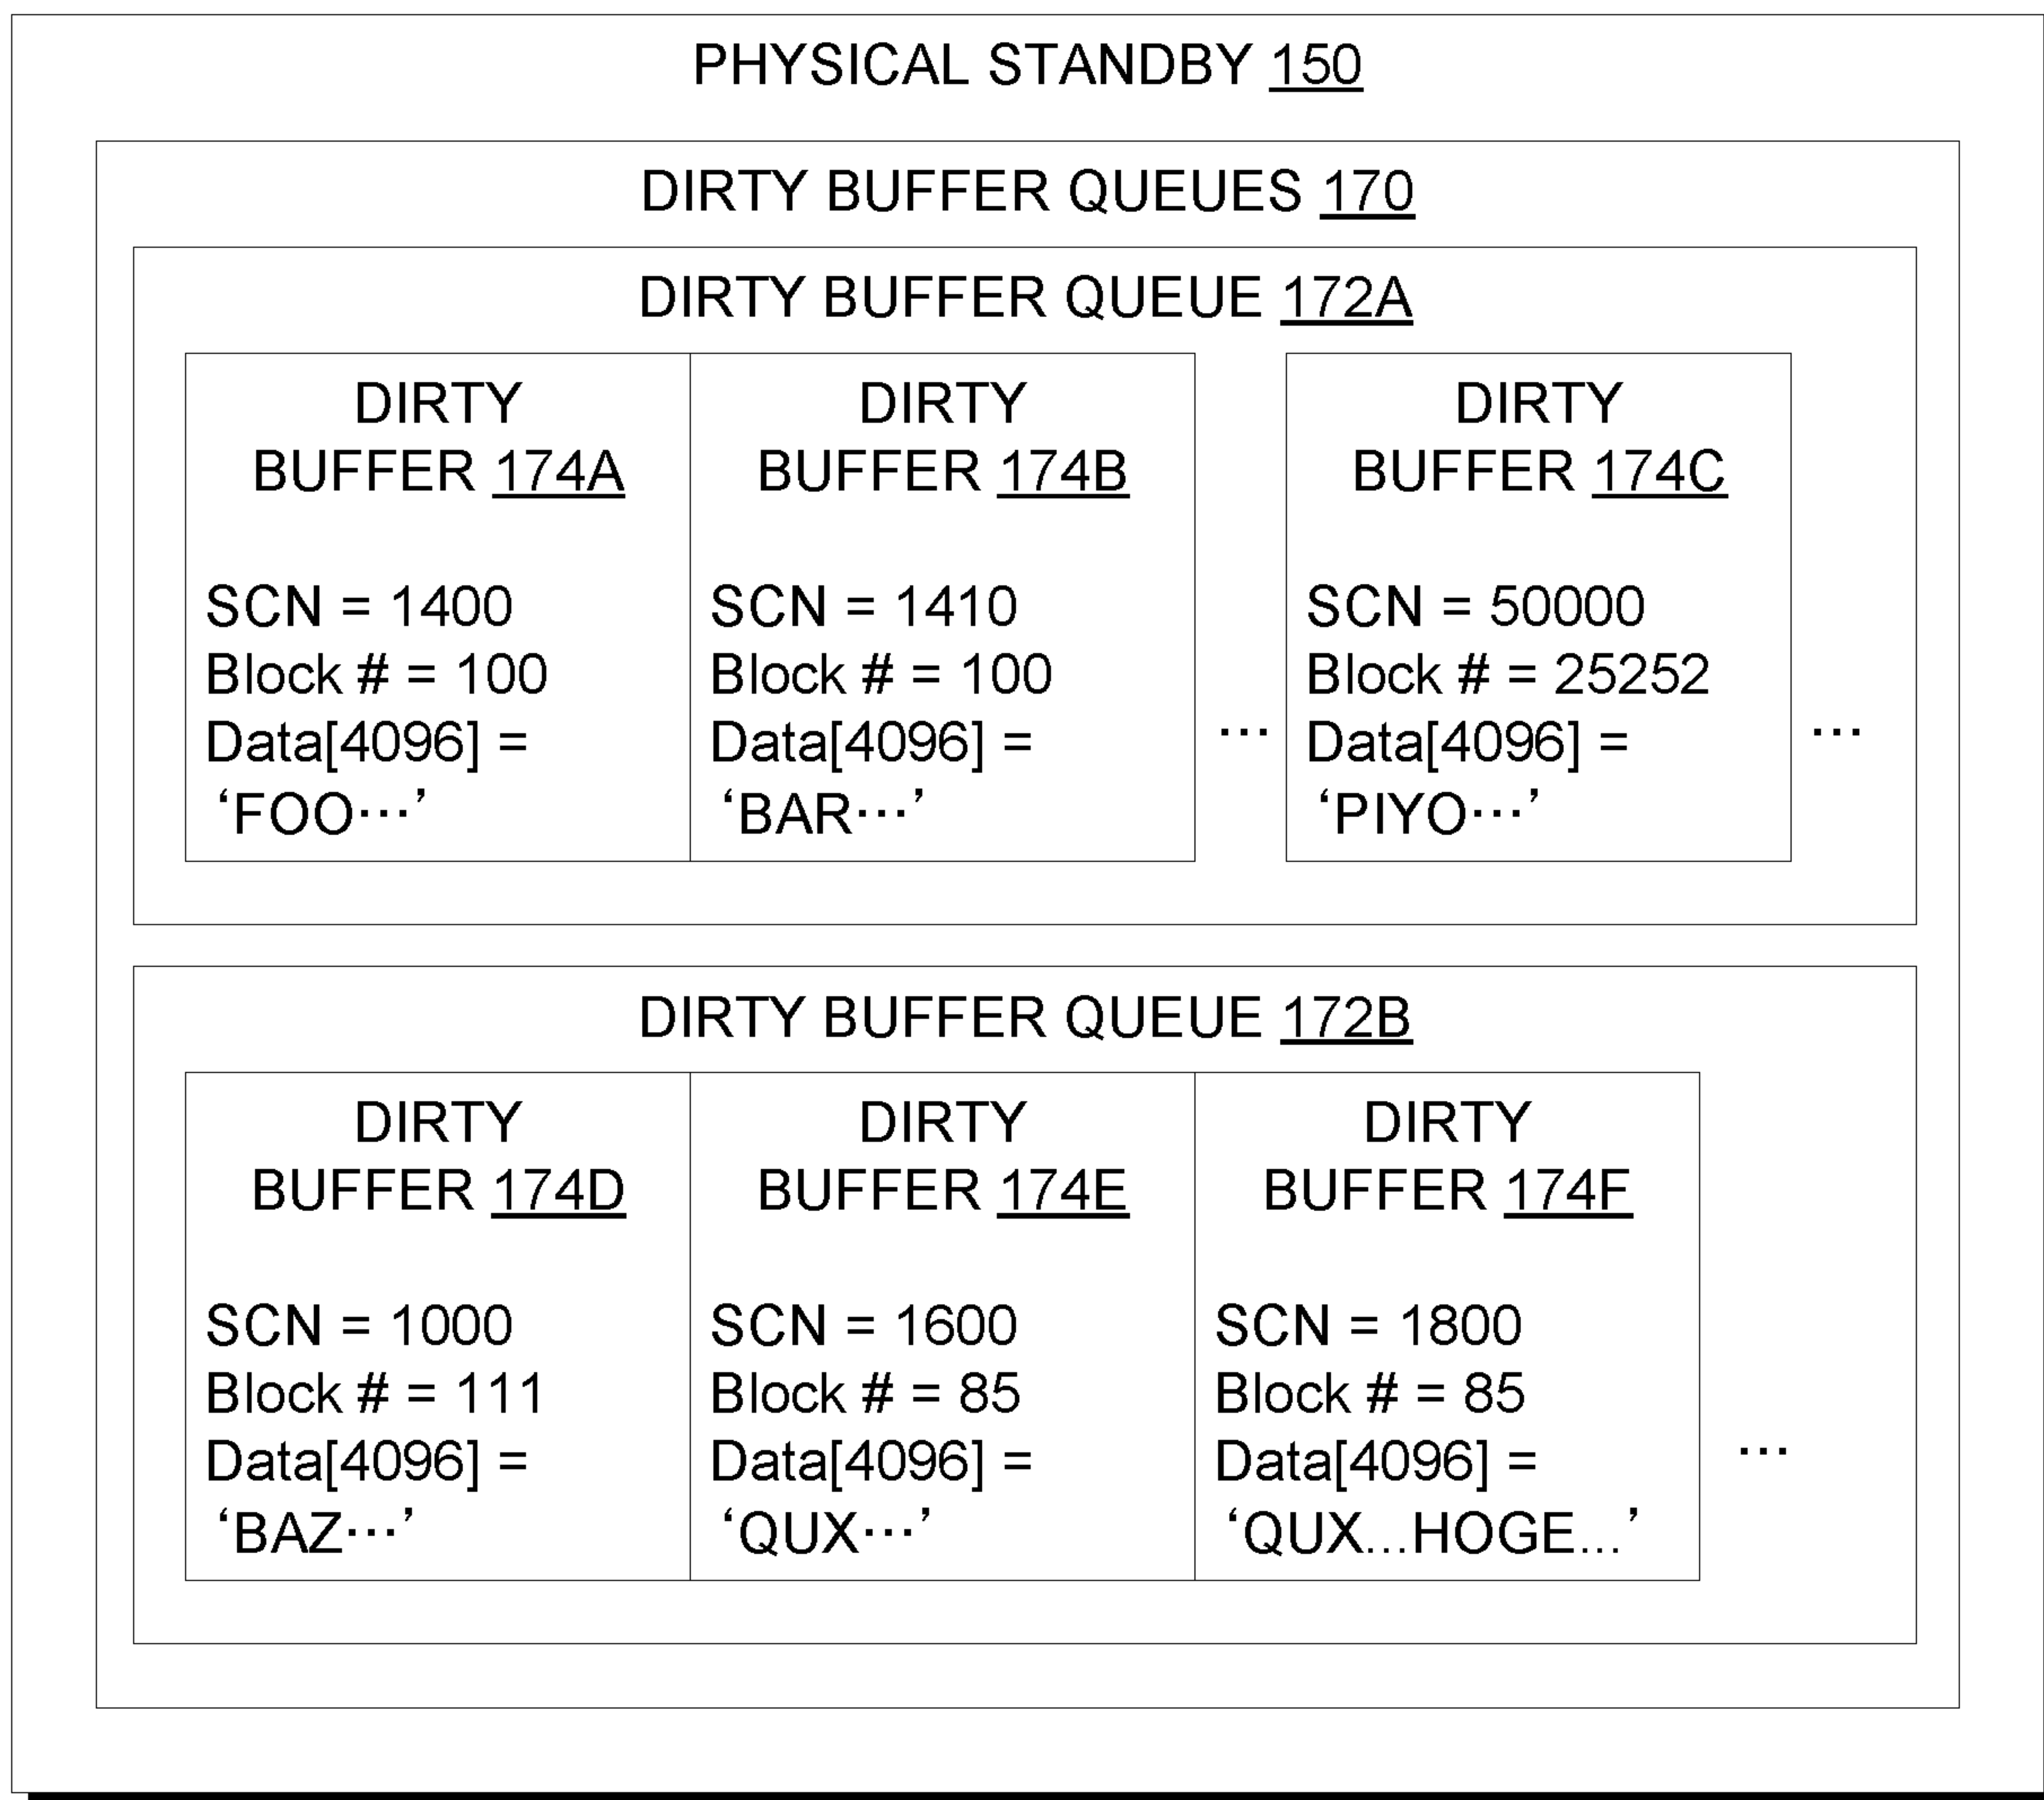 PHYSICAL STANDBY 150
DIRTY BUFFER QUEUES 170
DIRTY BUFFER QUEUE 172A
DIRTY
BUFFER 174A
SCN = 1400
Block # = 100
Data[4096] =
‘FOO…’
DIRTY
BUFFER 174B
SCN = 1410
Block # = 100
Data[4096] =
‘BAR…’
…
DIRTY
BUFFER 174C
SCN = 50000
Block # = 25252
Data[4096] =
‘PIYO…’
…
DIRTY BUFFER QUEUE 172B
DIRTY
BUFFER 174D
SCN = 1000
Block # = 111
Data[4096] =
‘BAZ…’
DIRTY
BUFFER 174E
SCN = 1600
Block # = 85
Data[4096] =
‘QUX…’
DIRTY
BUFFER 174F
SCN = 1800
Block # = 85
Data[4096] =
‘QUX...HOGE... ’
…